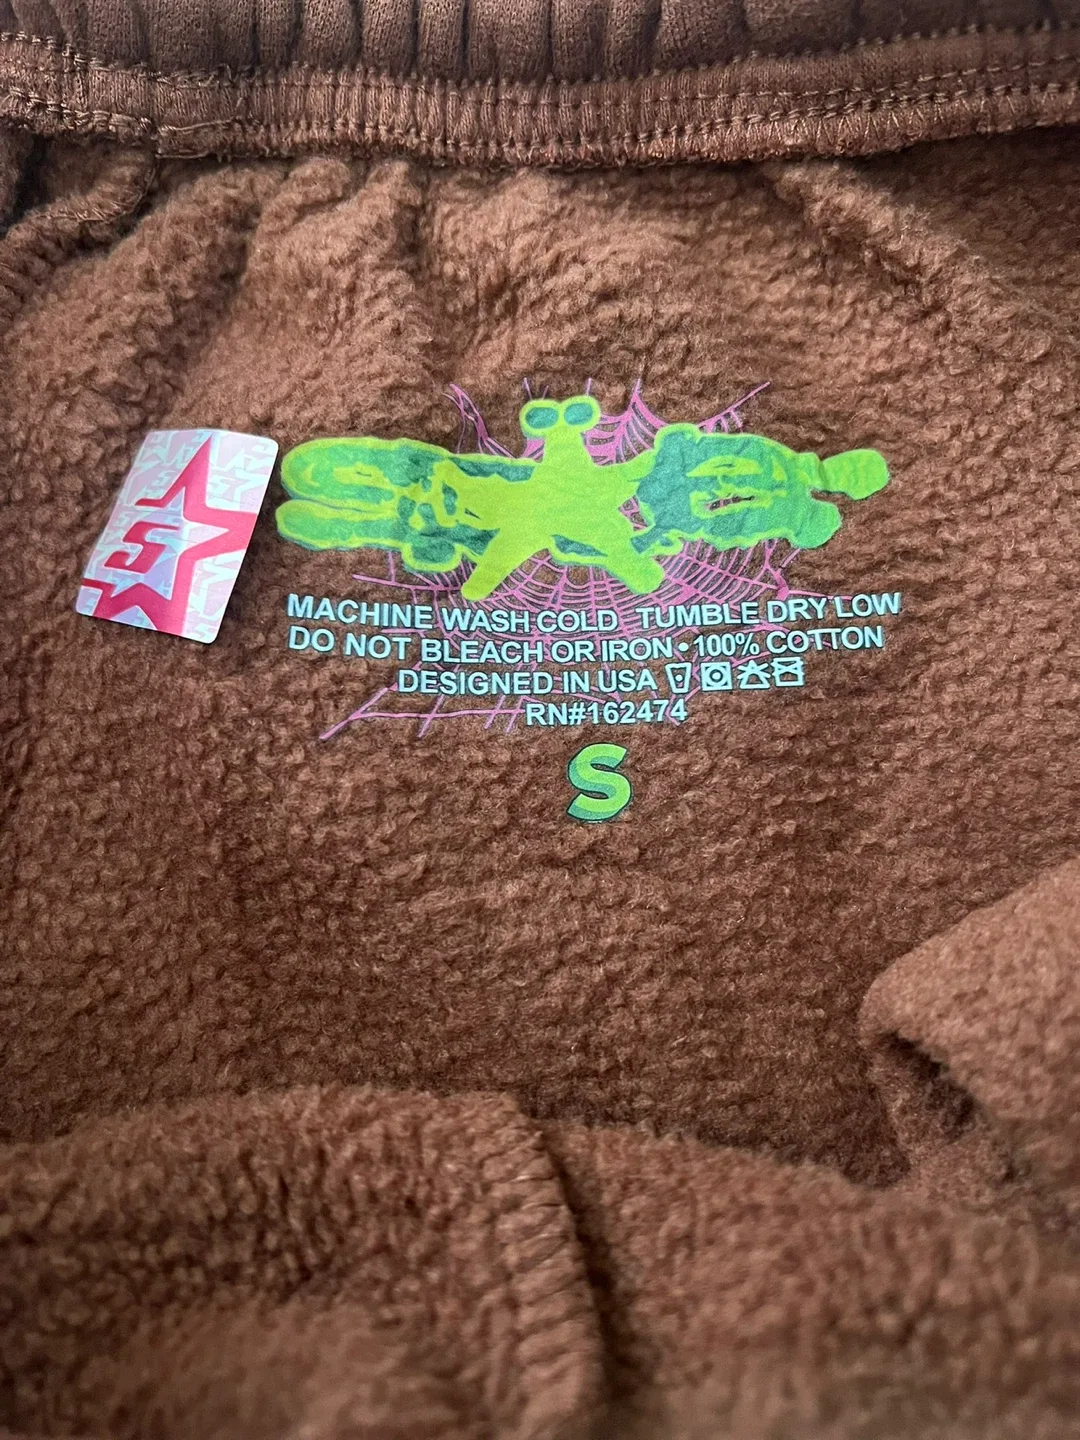 MACHINE WASH COLD TUMBLE DRY LOW
DO NOT BLEACH OR IRON • 100% COTTON
DESIGNED IN USA
RN#162474
S